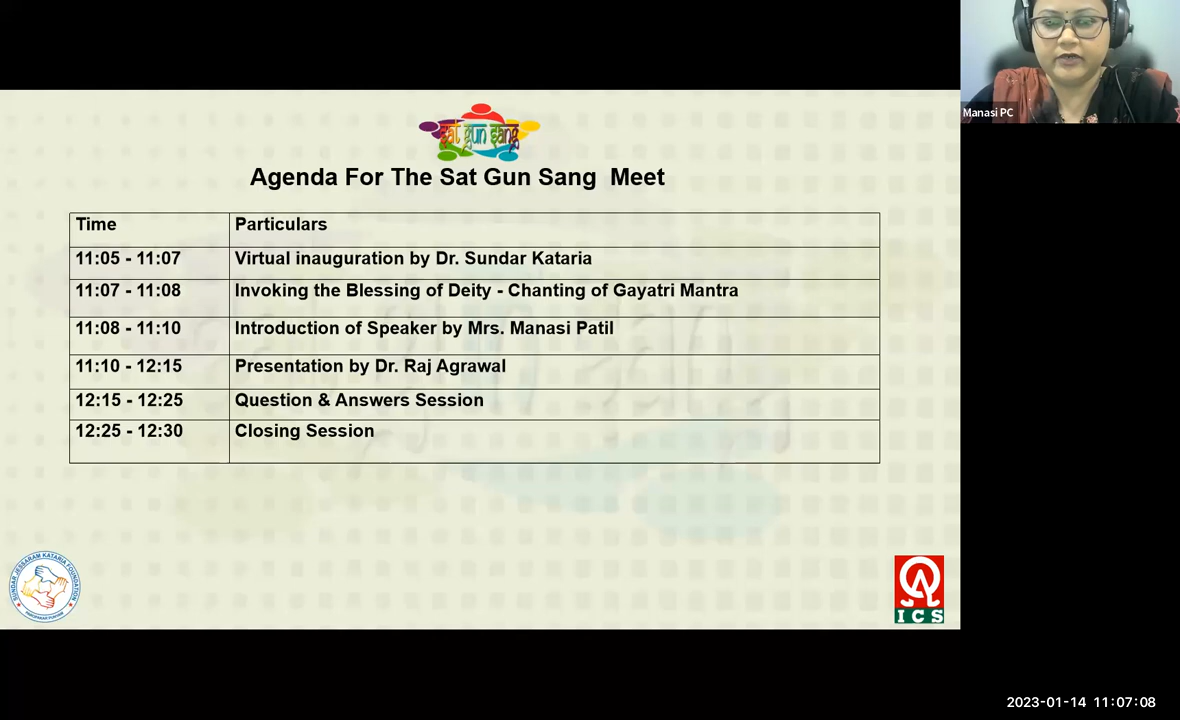 Manasi PC
sat gun sang
Agenda For The Sat Gun Sang Meet
Time Particulars
11:05 - 11:07 Virtual inauguration by Dr. Sundar Kataria
11:07 - 11:08 Invoking the Blessing of Deity - Chanting of Gayatri Mantra
11:08 - 11:10 Introduction of Speaker by Mrs. Manasi Patil
11:10 - 12:15 Presentation by Dr. Raj Agrawal
12:15 - 12:25 Question & Answers Session
12:25 - 12:30 Closing Session
SUNDAR JESSARAM KATARIA FOUNDATION
ICS
2023-01-14 11:07:08